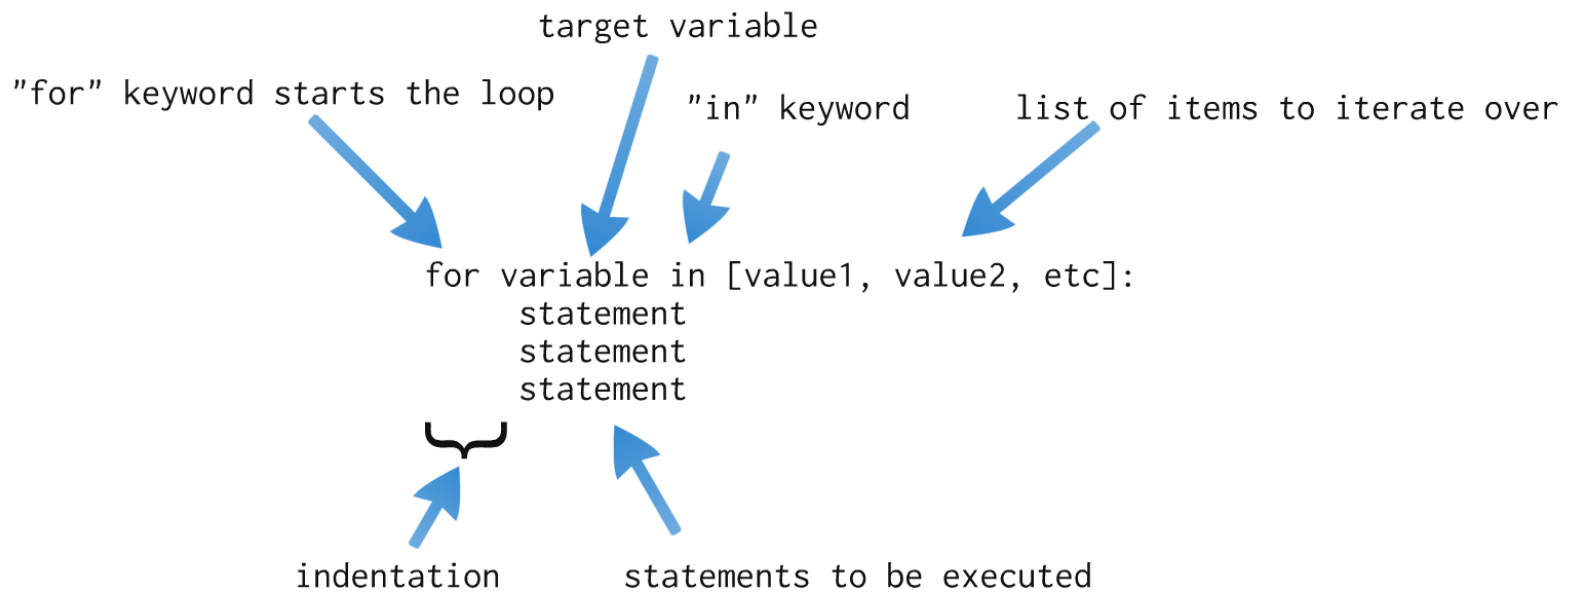 target variable
"for" keyword starts the loop
"in" keyword
list of items to iterate over
for variable in [value1, value2, etc]:
statement
statement
statement
indentation
statements to be executed